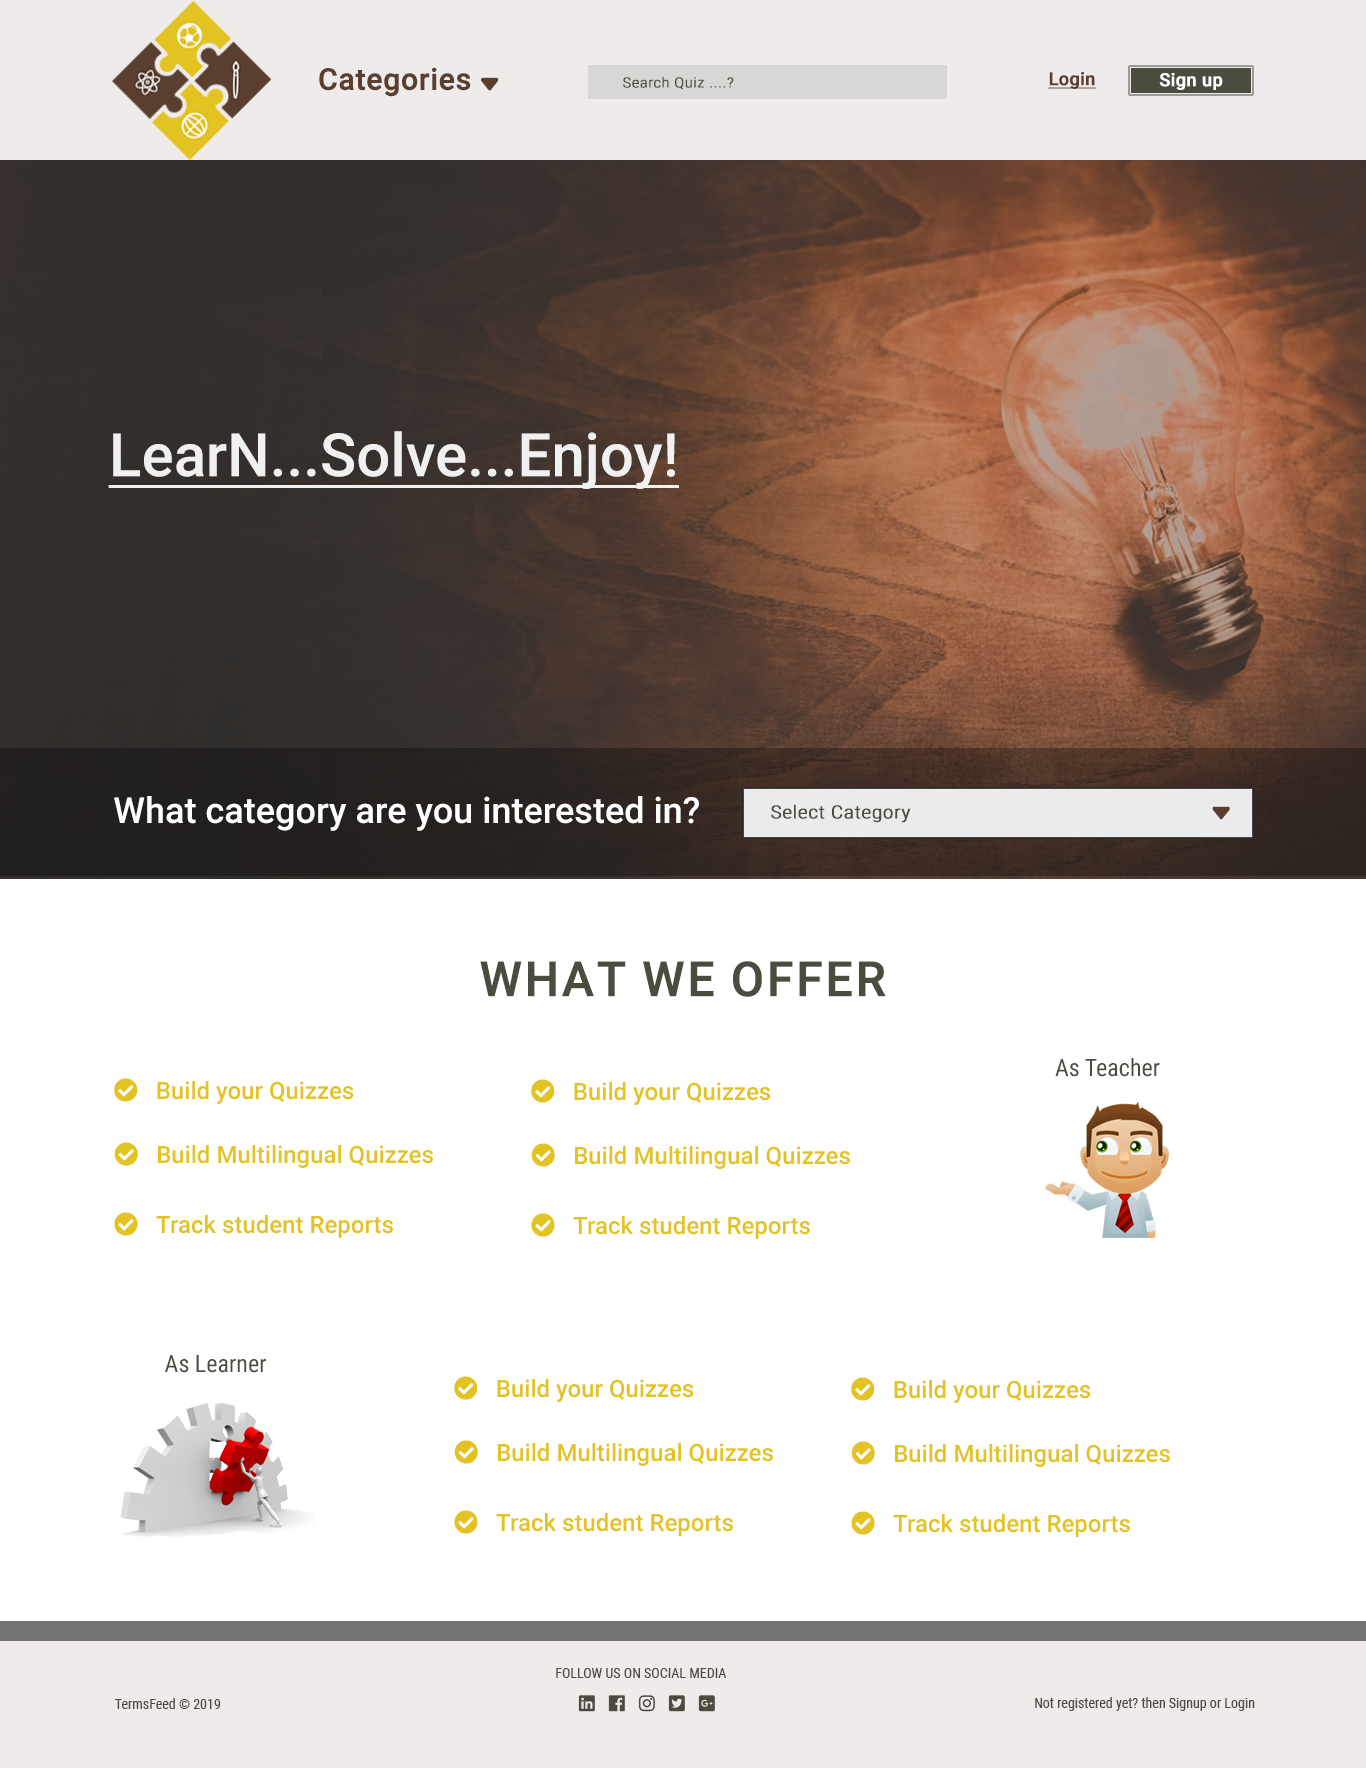 Categories
Search Quiz ....?
Login
Sign up
LearN...Solve...Enjoy!
What category are you interested in?
Select Category
WHAT WE OFFER
Build your Quizzes
Build Multilingual Quizzes
Track student Reports
Build your Quizzes
Build Multilingual Quizzes
Track student Reports
As Teacher
As Learner
Build your Quizzes
Build Multilingual Quizzes
Track student Reports
Build your Quizzes
Build Multilingual Quizzes
Track student Reports
TermsFeed © 2019
FOLLOW US ON SOCIAL MEDIA
Not registered yet? then Signup or Login